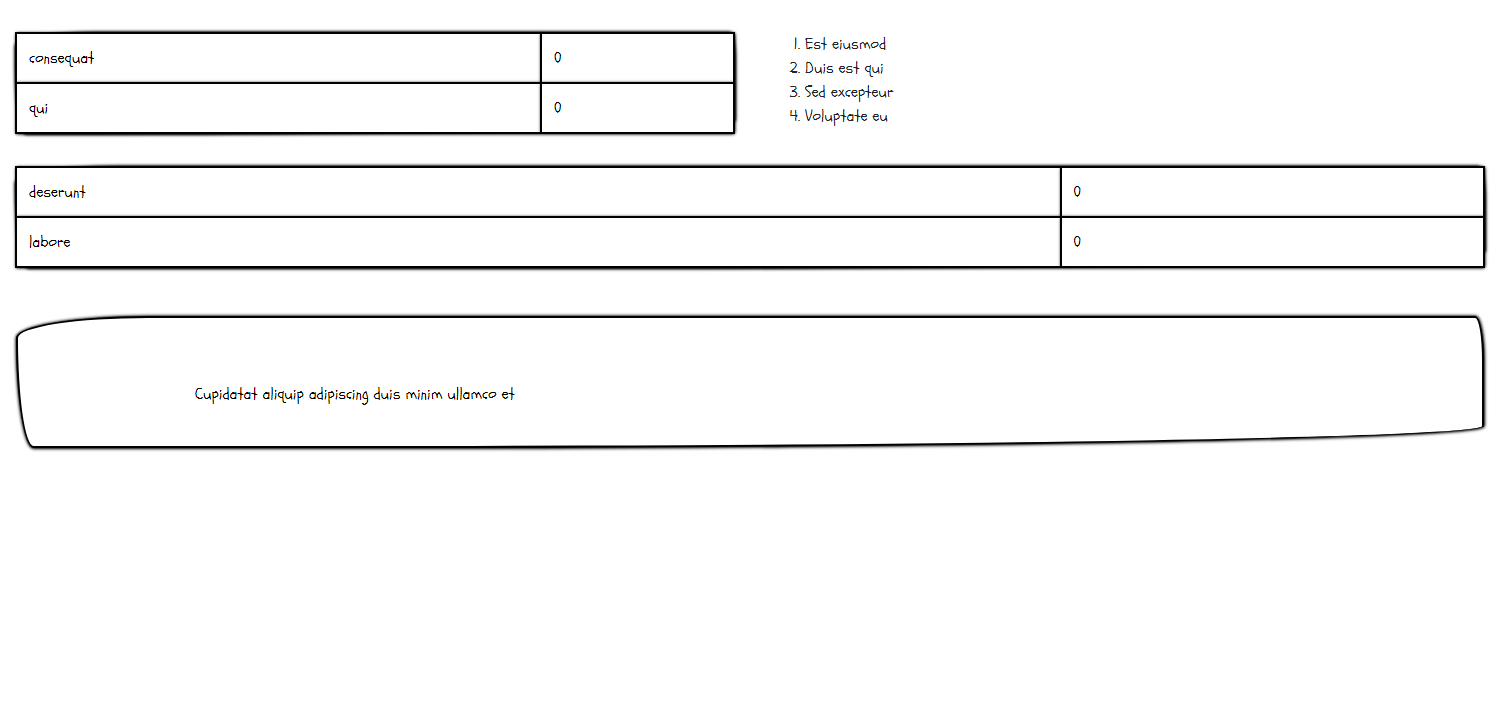 consequat 0
qui 0
1. Est eiusmod
2. Duis est qui
3. Sed excepteur
4. Voluptate eu
deserunt 0
labore 0
Cupidatat aliquip adipiscing duis minim ullamco et